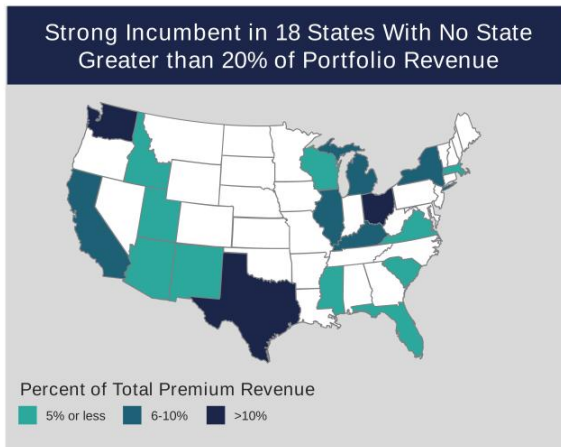 Strong Incumbent in 18 States With No State
Greater than 20% of Portfolio Revenue
Percent of Total Premium Revenue
5% or less
6-10%
>10%